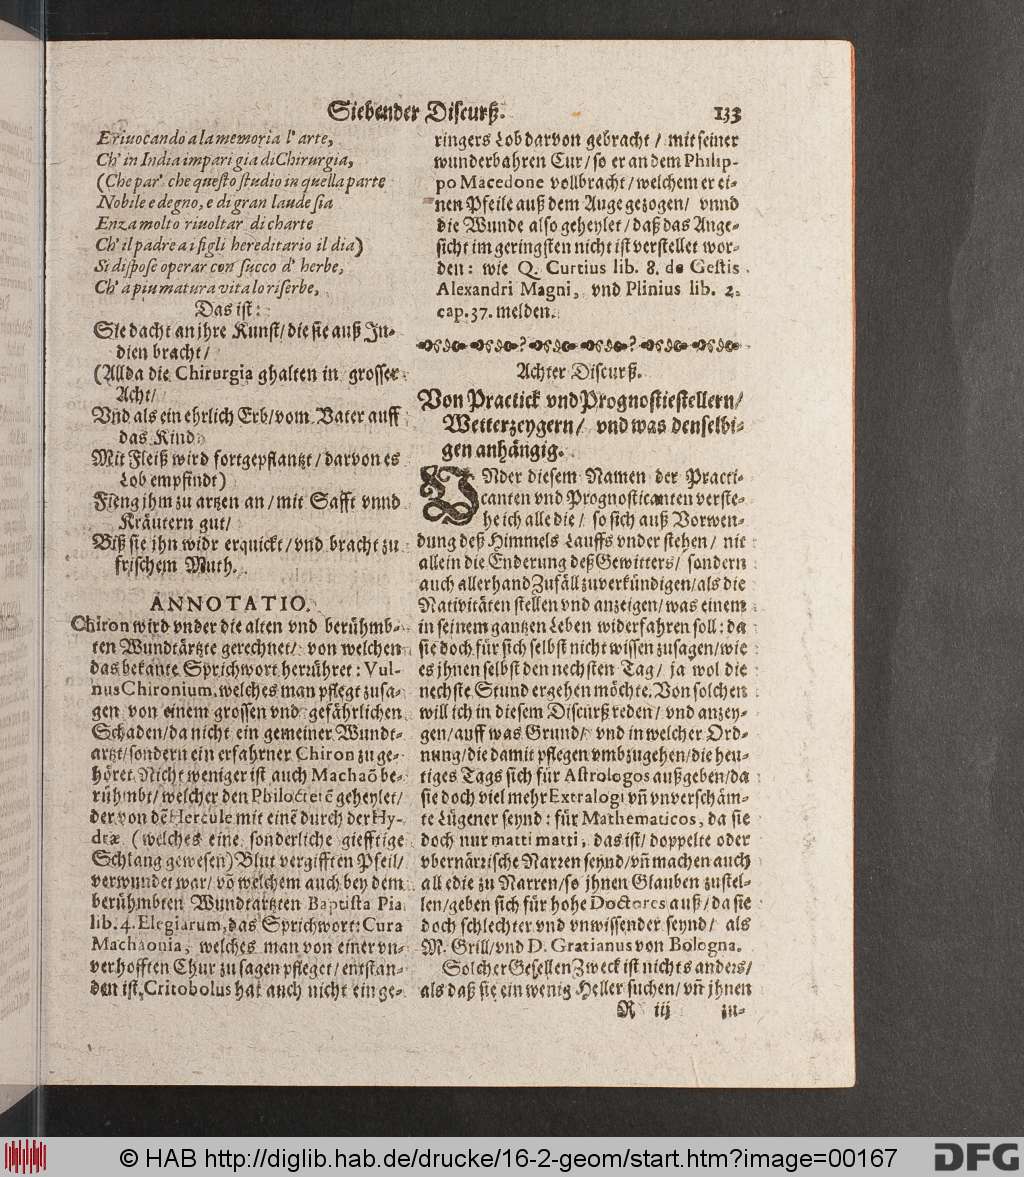 Siebender Discurß. 133
E riuocando a la memoria l' arte,
Ch' in India impari gia di Chirurgia,
(Che par' che questo studio in quella parte
Nobile e degno, e di gran laude sia
Enza molto riuoltar di charte
Ch' il padre a i figli hereditario il dia)
Si dispose operar con succo d' herbe,
Ch' a piu matura vita lo riserbe,
Das ist:
Sie dacht an jhre Kunst/ die sie auß In-
dien bracht/
(Allda die Chirurgia ghalten in grosser
Acht/
Vnd als ein ehrlich Erb/ vom Vater auff
das Kind
Mit Fleiß wird fortgepflantzt/ darvon es
Lob empfindt)
Fieng jhm zu artzen an/ mit Safft vnnd
Kräutern gut/
Biß sie jhn widr erquickt/ vnd bracht zu
frischem Muth.
ANNOTATIO.
Chiron wird vnder die alten vnd berühmb-
ten Wundtärtzte gerechnet/ von welchen
das bekante Sprichwort herrühret: Vul-
nus Chironium, welches man pflegt zusa-
gen von einem grossen vnd gefährlichen
Schaden/ da nicht ein gemeiner Wundt-
artzt/ sondern ein erfahrner Chiron zu ge-
höret. Nicht weniger ist auch Machaõ be-
rühmbt/ welcher den Philoctetẽ geheylet/
der von dẽ Hercule mit einẽ durch der Hy-
dræ (welches eine sonderliche giefftige
Schlang gewesen) Blut vergifften Pfeil/
verwundet war/ võ welchem auch bey dem
berühmbten Wundtärtzten Baptista Pia
lib. 4. Elegiarum, das Sprichwort: Cura
Machaonia, welches man von einer vn-
verhofften Chur zu sagen pfleget/ entstan-
den ist, Critobolus hat auch nicht ein ge-
ringers Lob darvon gebracht/ mit seiner
wunderbahren Cur/ so er an dem Philip-
po Macedone vollbracht/ welchem er ei-
nen Pfeile auß dem Auge gezogen/ vnnd
die Wunde also geheylet/ daß das Ange-
sicht im geringsten nicht ist verstellet wor-
den: wie Q. Curtius lib. 8. de Gestis
Alexandri Magni, vnd Plinius lib. 2.
cap. 37. melden.
Achter Discurß.
Von Practick vnd Prognostiestellern/
Wetterzeygern/ vnd was denselbi-
gen anhängig.
VNder diesem Namen der Practi-
canten vnd Prognosticanten verste-
he ich alle die/ so sich auß Vorwen-
dung deß Himmels Lauffs vnderstehen/ nit
allein die Enderung deß Gewitters/ sondern
auch allerhand Zufäll zuverkündigen/ als die
Nativitäten stellen vnd anzeigen/ was einem
in seinem gantzen Leben widerfahren soll: da
sie doch für sich selbst nicht wissen zusagen/ wie
es jhnen selbst den nechsten Tag/ ja wol die
nechste Stund ergehen möchte. Von solchen
will ich in diesem Discurß reden/ vnd anzey-
gen/ auff was Grund/ vnd in welcher Ord-
nung/ die damit pflegen vmbzugehen/ die heu-
tiges Tags sich für Astrologos außgeben/ da
sie doch viel mehr Extralogi vñ vnverschäm-
te Lügener seynd: für Mathematicos, da sie
doch nur matti matti, das ist/ doppelte oder
vbernärrische Narren seynd/ vñ machen auch
alle die zu Narren/ so jhnen Glauben zustel-
len/ geben sich für hohe Doctores auß/ da sie
doch schlechter vnd vnwissender seynd/ als
M. Grill/ vnd D. Gratianus von Bologna.
Solcher Gesellen Zweck ist nichts anders/
als daß sie ein wenig Heller suchen/ vñ jhnen
R iij zu-
© HAB http://diglib.hab.de/drucke/16-2-geom/start.htm?image=00167
DFG